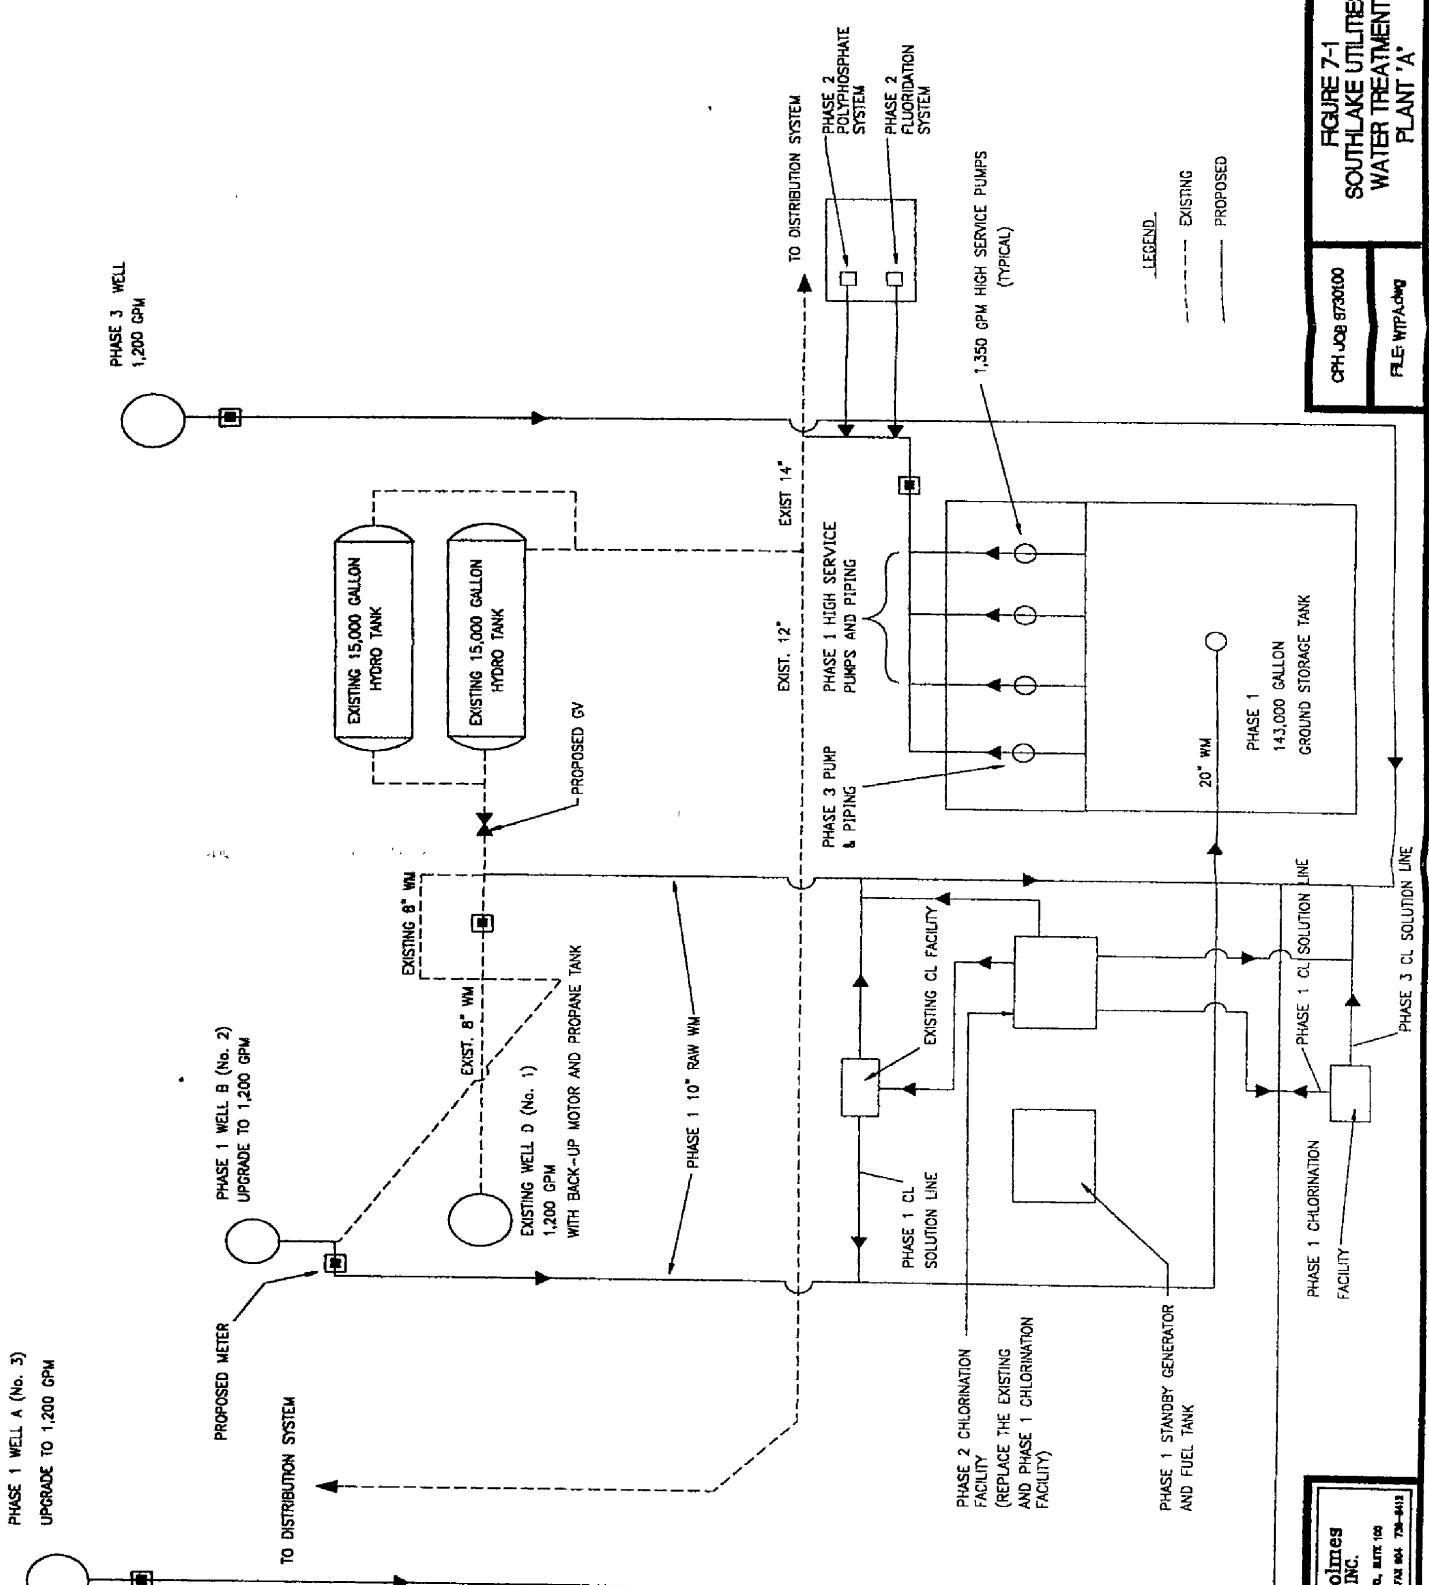 PHASE 1 WELL A (No. 3)
UPGRADE TO 1,200 GPM
PHASE 1 WELL B (No. 2)
UPGRADE TO 1,200 GPM
PHASE 3 WELL
1,200 GPM
PROPOSED METER
TO DISTRIBUTION SYSTEM
EXISTING WELL D (No. 1)
1,200 GPM
WITH BACK-UP MOTOR AND PROPANE TANK
EXIST. 8" WM
EXISTING 8" WM
PROPOSED GV
EXISTING 15,000 GALLON
HYDRO TANK
EXISTING 15,000 GALLON
HYDRO TANK
PHASE 1 10" RAW WM
EXIST. 12"
EXIST 14"
TO DISTRIBUTION SYSTEM
PHASE 2
POLYPHOSPHATE
SYSTEM
PHASE 2
FLUORIDATION
SYSTEM
1,350 GPM HIGH SERVICE PUMPS
(TYPICAL)
PHASE 1 HIGH SERVICE
PUMPS AND PIPING
PHASE 3 PUMP
& PIPING
EXISTING CL FACILITY
PHASE 1 CL
SOLUTION LINE
PHASE 2 CHLORINATION
FACILITY
(REPLACE THE EXISTING
AND PHASE 1 CHLORINATION
FACILITY)
PHASE 1 STANDBY GENERATOR
AND FUEL TANK
20" WM
PHASE 1
143,000 GALLON
GROUND STORAGE TANK
PHASE 1 CL SOLUTION LINE
PHASE 3 CL SOLUTION LINE
PHASE 1 CHLORINATION
FACILITY
LEGEND
EXISTING
PROPOSED
FIGURE 7-1
SOUTHLAKE UTILITIES
WATER TREATMENT
PLANT "A"
CPH JOB 8730100
FILE: WTPA.dwg
olmes
INC.
SUITE 100
FAX 904